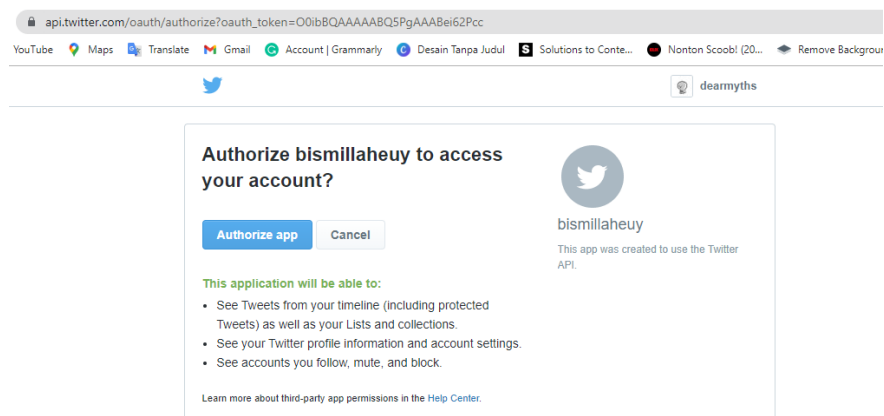 api.twitter.com/oauth/authorize?oauth_token=O0ibBQAAAAABQ5PgAAABei62Pcc
uTube Maps Translate Gmail Account | Grammarly Desain Tanpa Judul Solutions to Conte... Nonton Scoob! (20... Remove Backgroun
dearmyths
Authorize bismillaheuy to access
your account?
Authorize app Cancel
bismillaheuy
This app was created to use the Twitter
API.
This application will be able to:
• See Tweets from your timeline (including protected
Tweets) as well as your Lists and collections.
• See your Twitter profile information and account settings.
• See accounts you follow, mute, and block.
Learn more about third-party app permissions in the Help Center.